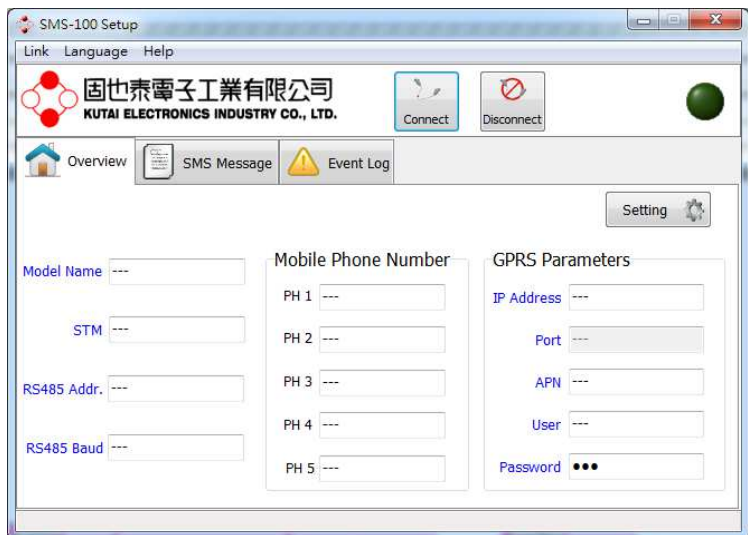 SMS-100 Setup
Link Language Help
固也泰電子工業有限公司
KUTAI ELECTRONICS INDUSTRY CO., LTD.
Connect
Disconnect
Overview
SMS Message
Event Log
Setting
Model Name ---
STM ---
RS485 Addr. ---
RS485 Baud ---
Mobile Phone Number
PH 1 ---
PH 2 ---
PH 3 ---
PH 4 ---
PH 5 ---
GPRS Parameters
IP Address ---
Port ---
APN ---
User ---
Password •••